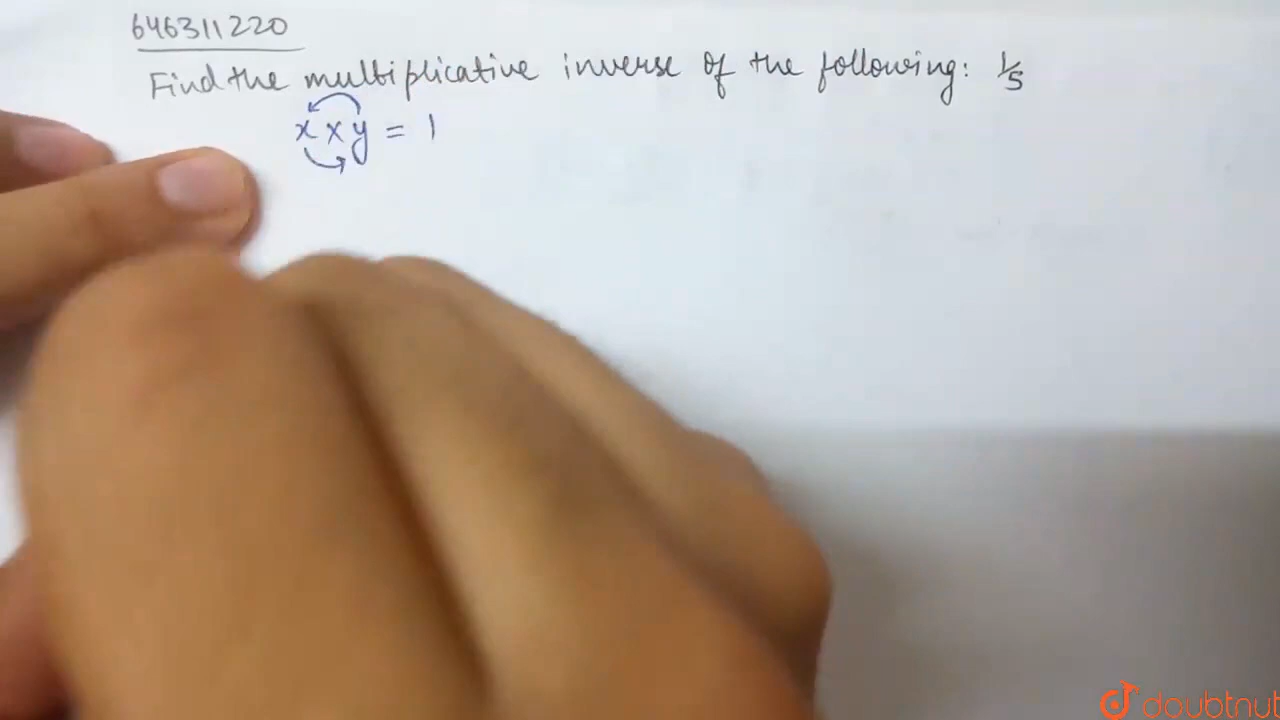 646311220
Find the multiplicative inverse of the following: 1/5
x × y = 1
doubtnut